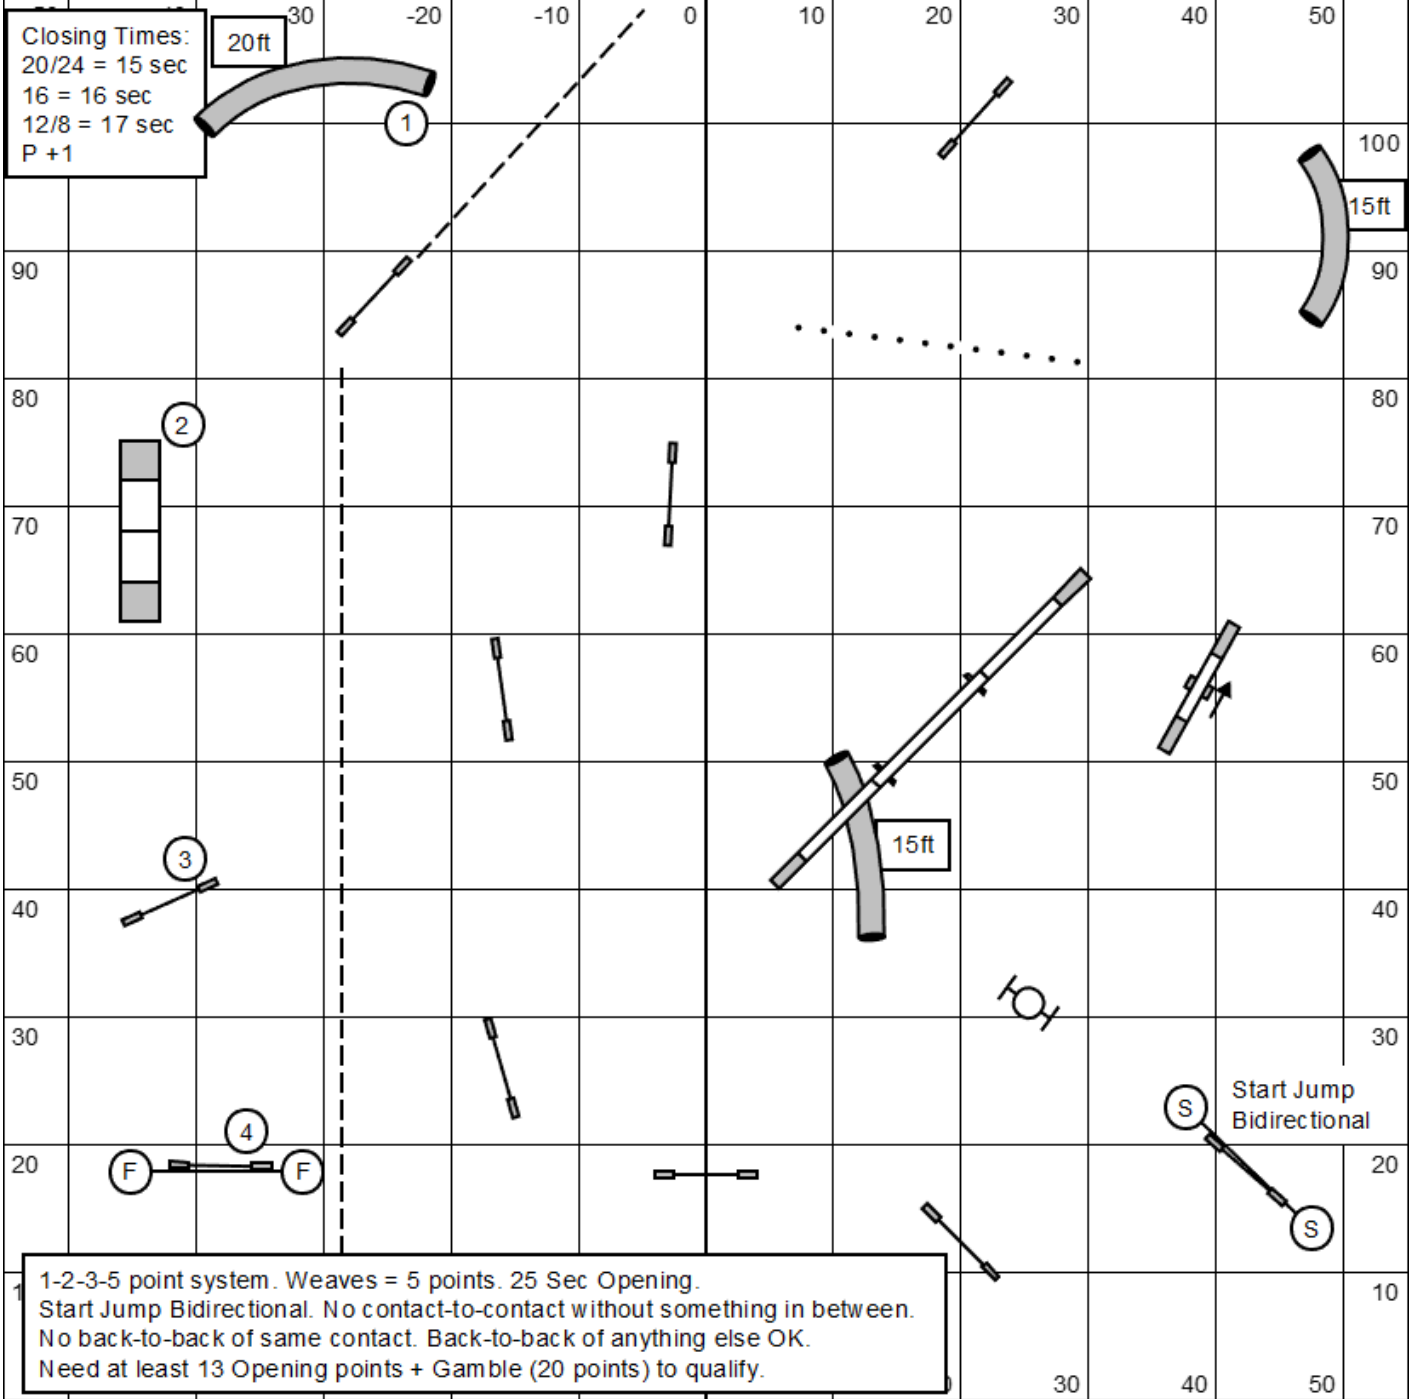 30 -20 -10 0 10 20 30 40 50
Closing Times:
20/24 = 15 sec
16 = 16 sec
12/8 = 17 sec
P +1
20ft
1
100
15ft
90 90
80 80
2
70 70
60 60
50 50
15ft
3
40 40
30 30
Start Jump
Bidirectional
S
4
20 20
F F
S
10
1-2-3-5 point system. Weaves = 5 points. 25 Sec Opening.
Start Jump Bidirectional. No contact-to-contact without something in between.
No back-to-back of same contact. Back-to-back of anything else OK.
Need at least 13 Opening points + Gamble (20 points) to qualify.
30 40 50